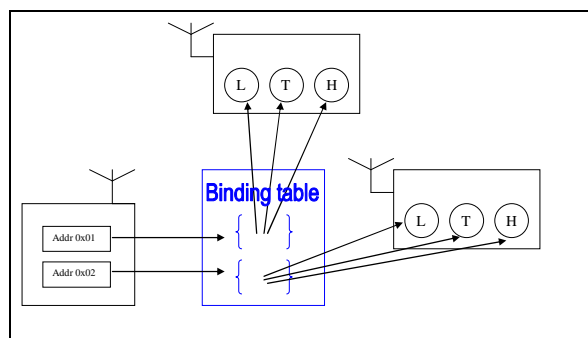 L T H
Binding table
L T H
Addr 0x01
Addr 0x02